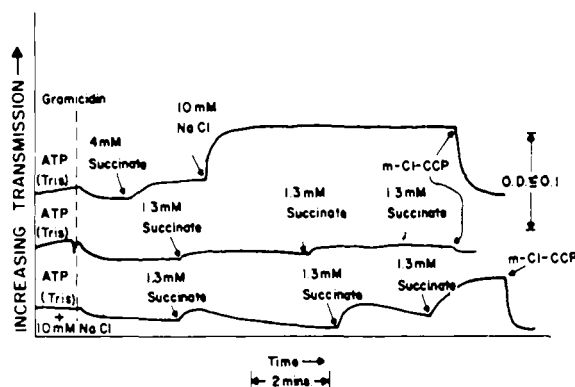 INCREASING TRANSMISSION
Gramicidin
ATP
(Tris)
4mM
Succinate
10mM
NaCl
m-Cl-CCP
O.D. ≦ 0.1
ATP
(Tris)
1.3mM
Succinate
1.3mM
Succinate
1.3mM
Succinate
ATP
(Tris)
+
10mM NaCl
1.3mM
Succinate
1.3mM
Succinate
1.3mM
Succinate
m-Cl-CCP
Time
2 mins